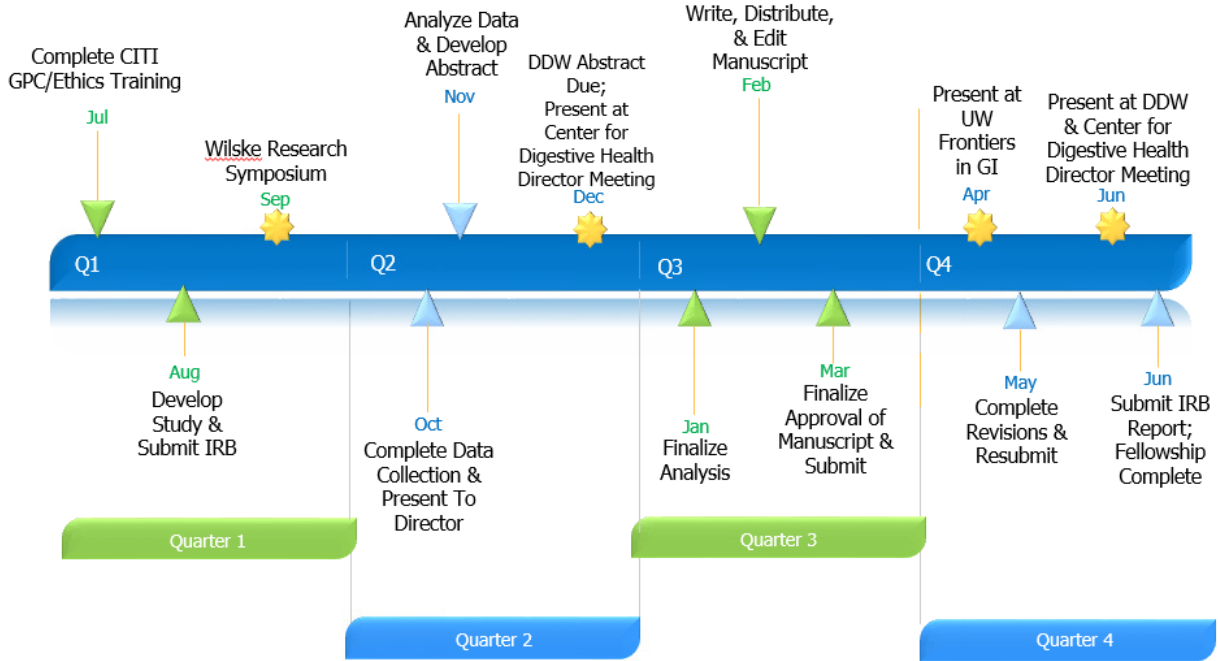 Complete CITI
GPC/Ethics Training
Jul
Wilske Research
Symposium
Sep
Analyze Data
& Develop
Abstract
Nov
DDW Abstract
Due;
Present at
Center for
Digestive Health
Director Meeting
Dec
Write, Distribute,
& Edit
Manuscript
Feb
Present at
UW
Frontiers
in GI
Apr
Present at DDW
& Center for
Digestive Health
Director Meeting
Jun
Q1
Q2
Q3
Q4
Aug
Develop
Study &
Submit IRB
Oct
Complete Data
Collection &
Present To
Director
Jan
Finalize
Analysis
Mar
Finalize
Approval of
Manuscript &
Submit
May
Complete
Revisions &
Resubmit
Jun
Submit IRB
Report;
Fellowship
Complete
Quarter 1
Quarter 3
Quarter 2
Quarter 4